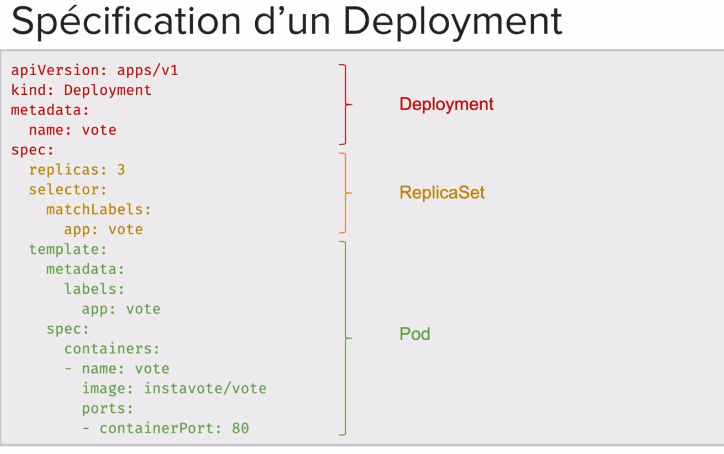 Spécification d’un Deployment
apiVersion: apps/v1
kind: Deployment
metadata:
  name: vote
spec:
  replicas: 3
  selector:
    matchLabels:
      app: vote
  template:
    metadata:
      labels:
        app: vote
    spec:
      containers:
      - name: vote
        image: instavote/vote
        ports:
        - containerPort: 80
Deployment
ReplicaSet
Pod